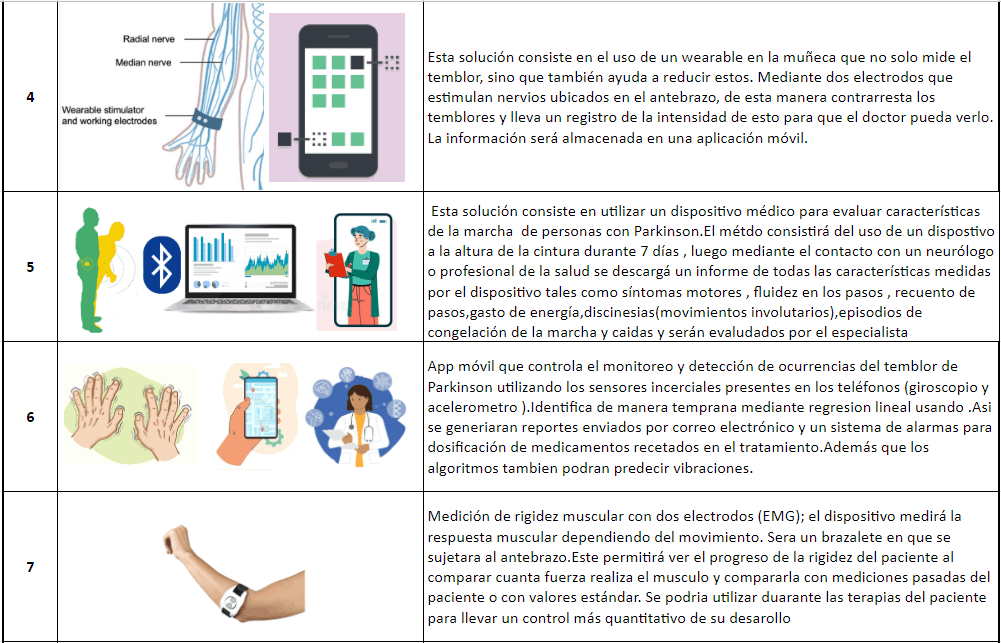 4
Radial nerve
Median nerve
Wearable stimulator
and working electrodes
Esta solución consiste en el uso de un wearable en la muñeca que no solo mide el
temblor, sino que también ayuda a reducir estos. Mediante dos electrodos que
estimulan nervios ubicados en el antebrazo, de esta manera contrarresta los
temblores y lleva un registro de la intensidad de esto para que el doctor pueda verlo.
La información será almacenada en una aplicación móvil.
5
Esta solución consiste en utilizar un dispositivo médico para evaluar características
de la marcha de personas con Parkinson.El métdo consistirá del uso de un dispostivo
a la altura de la cintura durante 7 días , luego mediante el contacto con un neurólogo
o profesional de la salud se descargá un informe de todas las características medidas
por el dispositivo tales como síntomas motores , fluidez en los pasos , recuento de
pasos,gasto de energía,discinesias(movimientos involutarios),episodios de
congelación de la marcha y caidas y serán evaludados por el especialista
6
App móvil que controla el monitoreo y detección de ocurrencias del temblor de
Parkinson utilizando los sensores incerciales presentes en los teléfonos (giroscopio y
acelerometro ).Identifica de manera temprana mediante regresion lineal usando .Asi
se generiaran reportes enviados por correo electrónico y un sistema de alarmas para
dosificación de medicamentos recetados en el tratamiento.Además que los
algoritmos tambien podran predecir vibraciones.
7
Medición de rigidez muscular con dos electrodos (EMG); el dispositivo medirá la
respuesta muscular dependiendo del movimiento. Sera un brazalete en que se
sujetara al antebrazo.Este permitirá ver el progreso de la rigidez del paciente al
comparar cuanta fuerza realiza el musculo y compararla con mediciones pasadas del
paciente o con valores estándar. Se podria utilizar duarante las terapias del paciente
para llevar un control más quantitativo de su desarollo